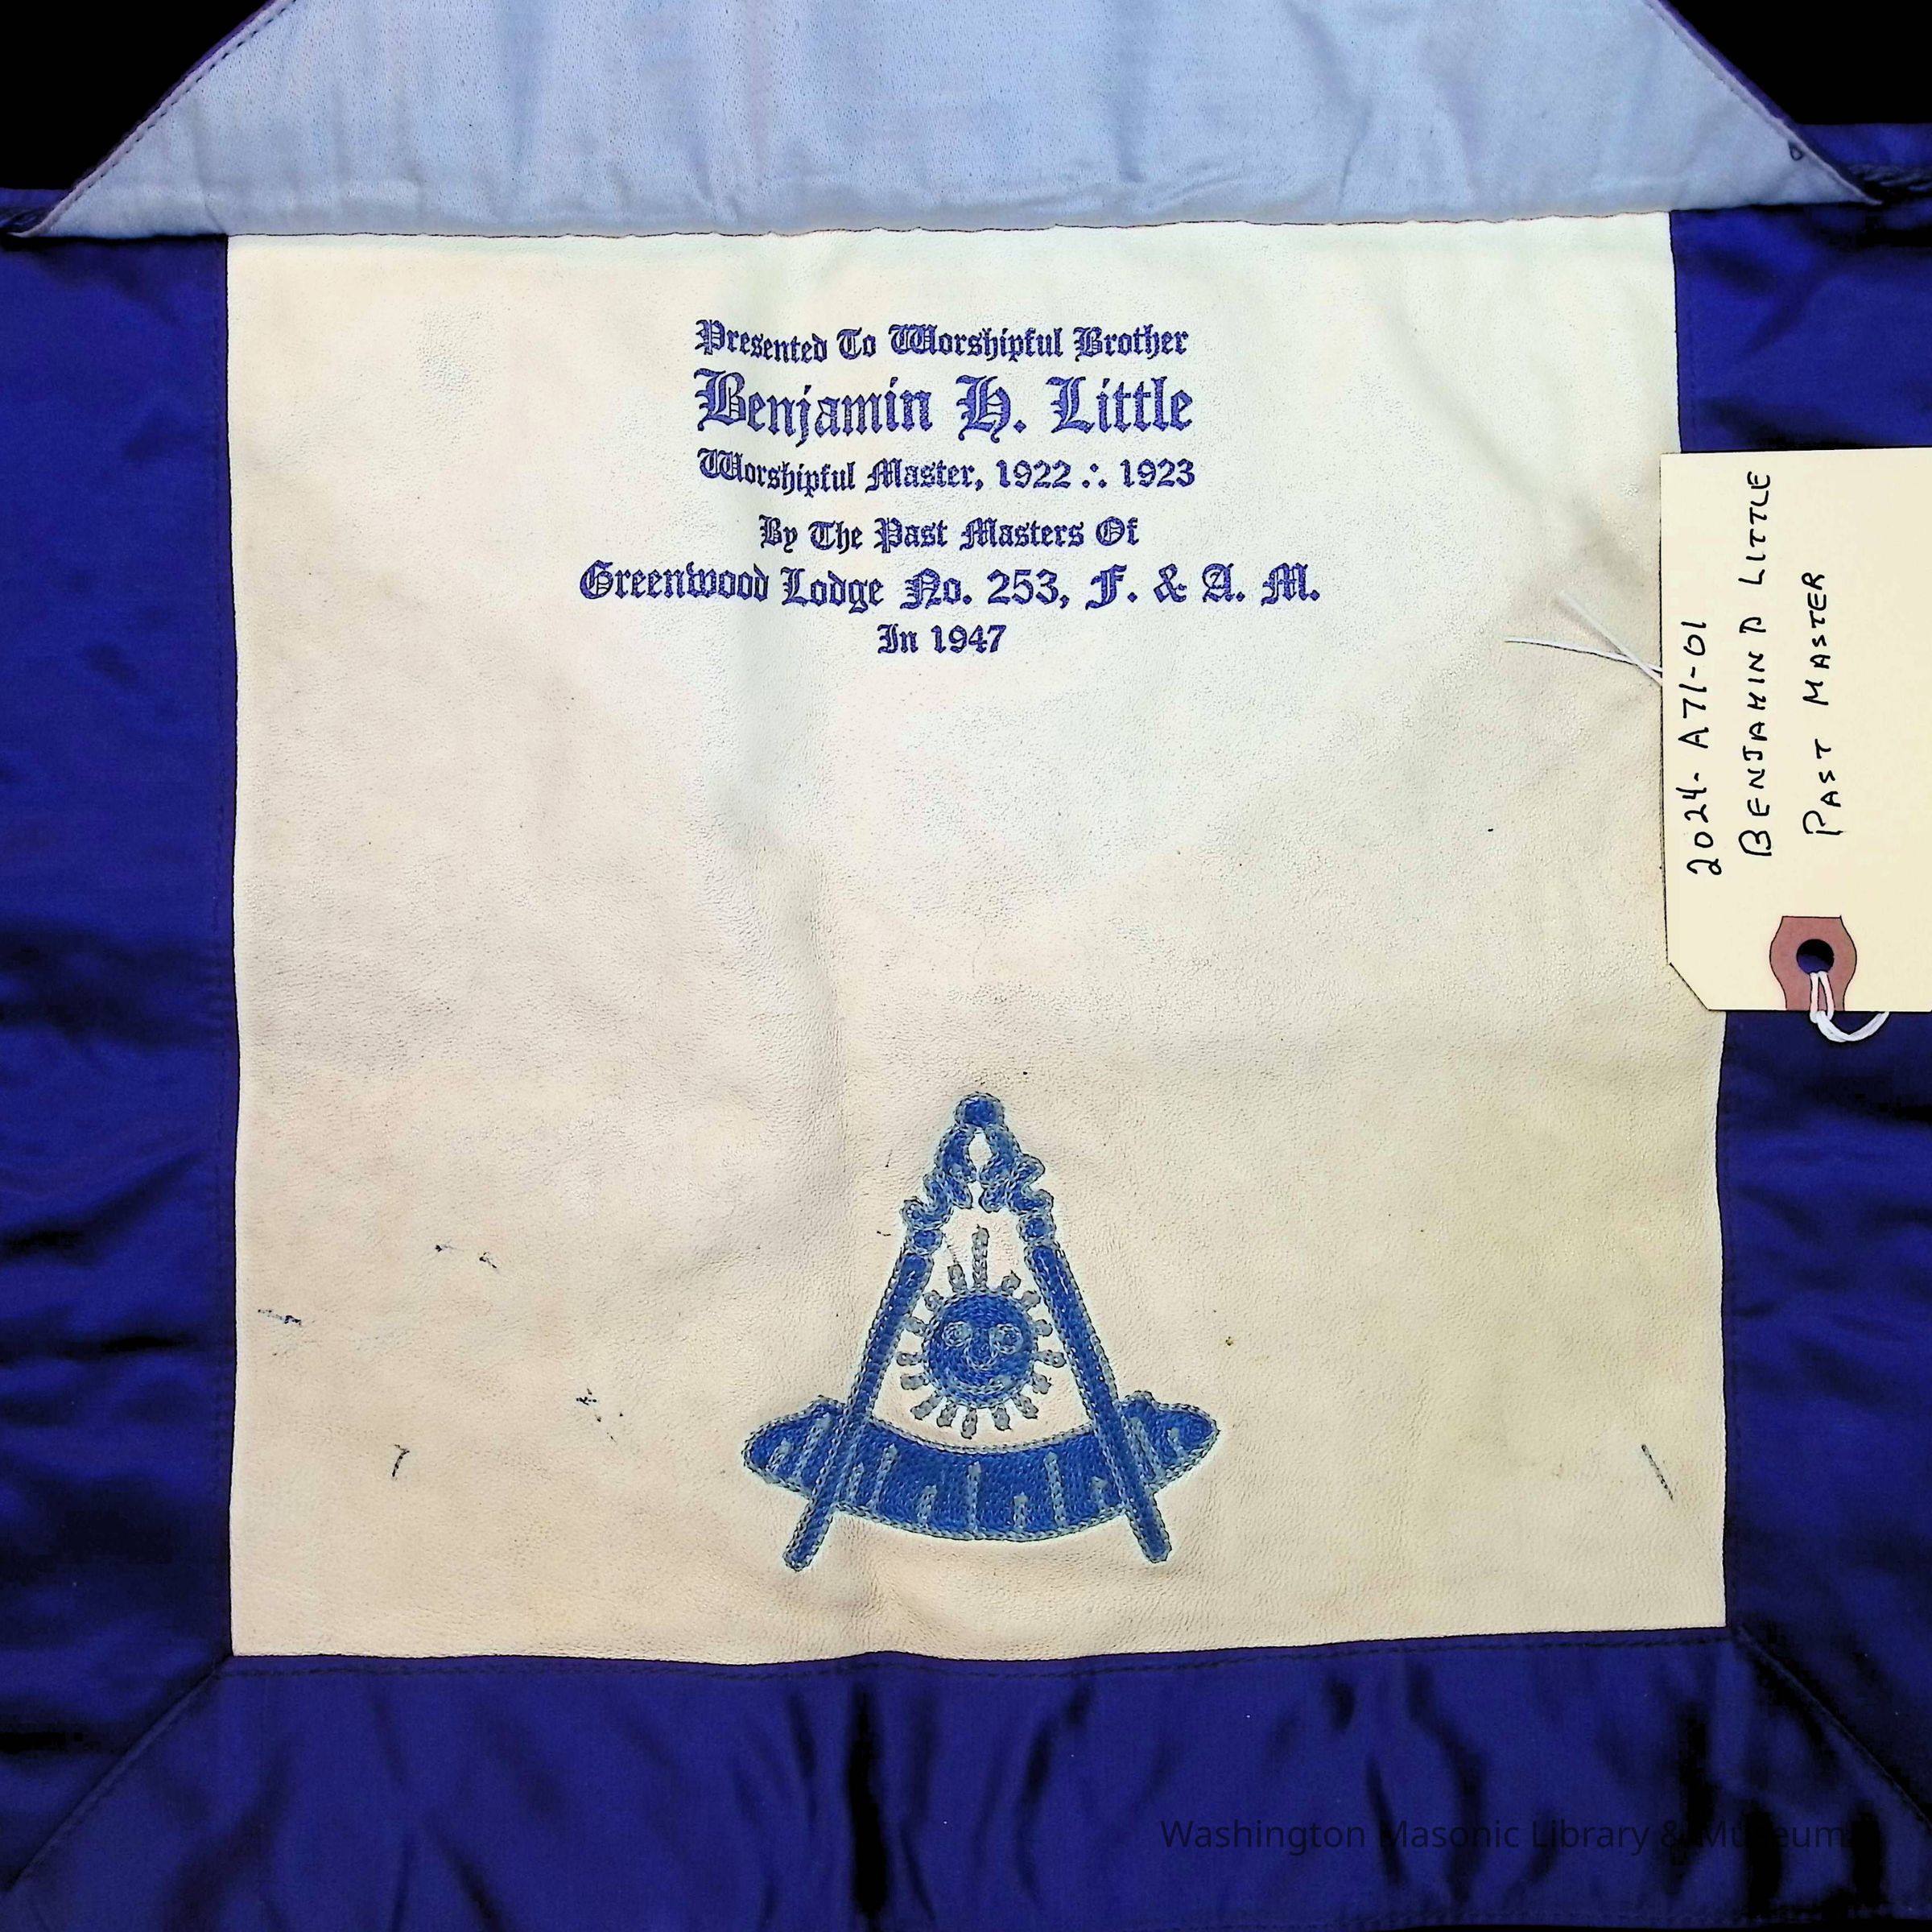 Presented To Worshipful Brother
Benjamin H. Little
Worshipful Master, 1922 ∴ 1923
By The Past Masters Of
Greenwood Lodge No. 253, F. & A. M.
In 1947
2024-A71-01
BENJAMIN D LITTLE
PAST MASTER
Washington Masonic Library & Museum